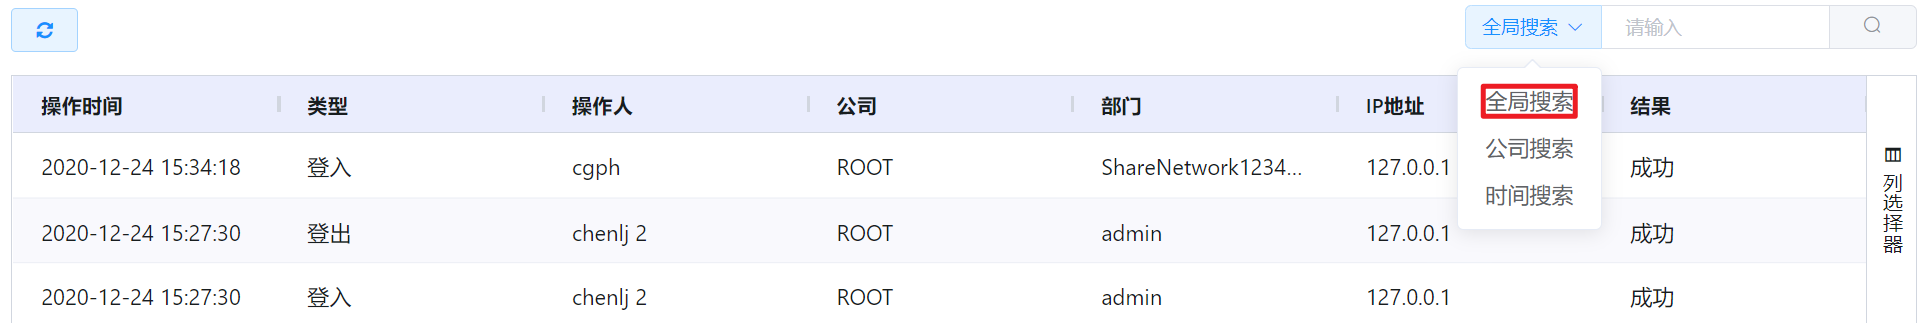 全局搜索 请输入
操作时间 类型 操作人 公司 部门 IP地址 结果
全局搜索
公司搜索
时间搜索
2020-12-24 15:34:18 登入 cgph ROOT ShareNetwork1234... 127.0.0.1 成功
2020-12-24 15:27:30 登出 chenlj 2 ROOT admin 127.0.0.1 成功
2020-12-24 15:27:30 登入 chenlj 2 ROOT admin 127.0.0.1 成功
列选择器